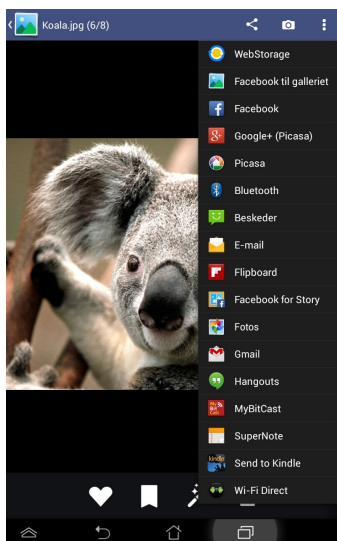 Koala.jpg (6/8)
WebStorage
Facebook til galleriet
Facebook
Google+ (Picasa)
Picasa
Bluetooth
Beskeder
E-mail
Flipboard
Facebook for Story
Fotos
Gmail
Hangouts
MyBitCast
SuperNote
Send to Kindle
Wi-Fi Direct